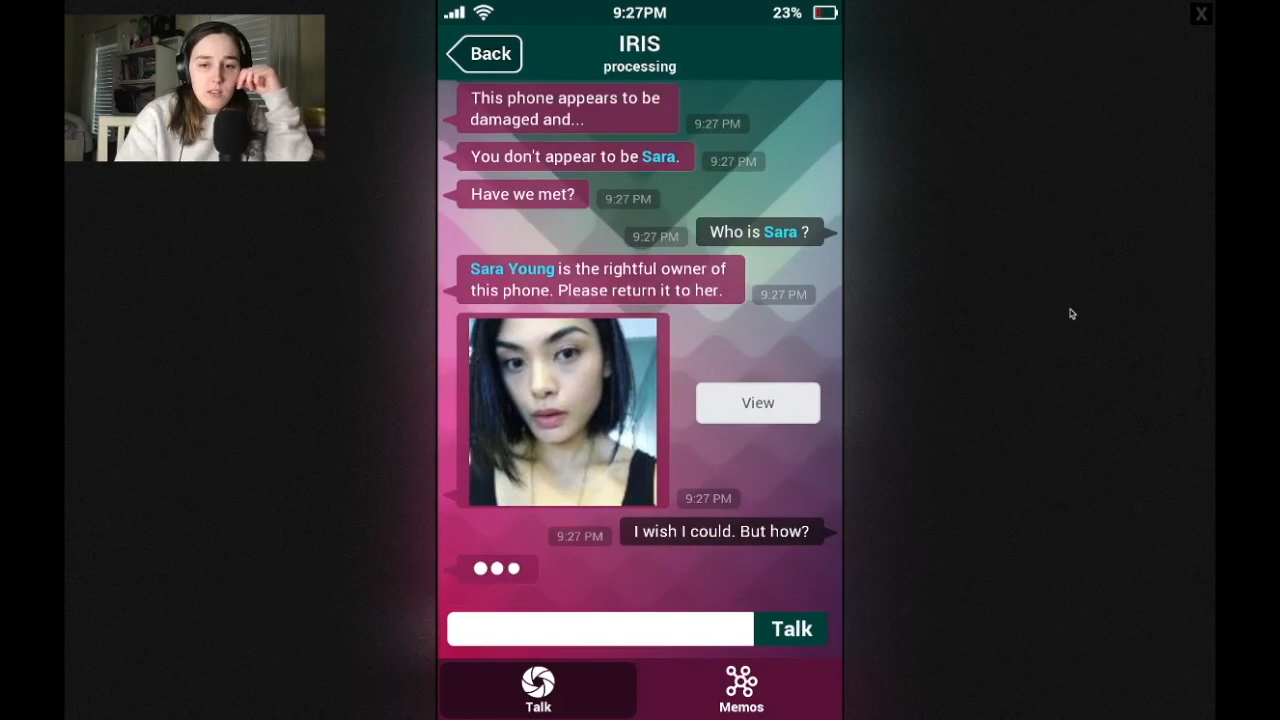 9:27PM
23%
X
Back
IRIS
processing
This phone appears to be
damaged and...
9:27 PM
You don't appear to be Sara.
9:27 PM
Have we met?
9:27 PM
9:27 PM
Who is Sara ?
Sara Young is the rightful owner of
this phone. Please return it to her.
9:27 PM
View
9:27 PM
9:27 PM
I wish I could. But how?
Talk
Talk
Memos